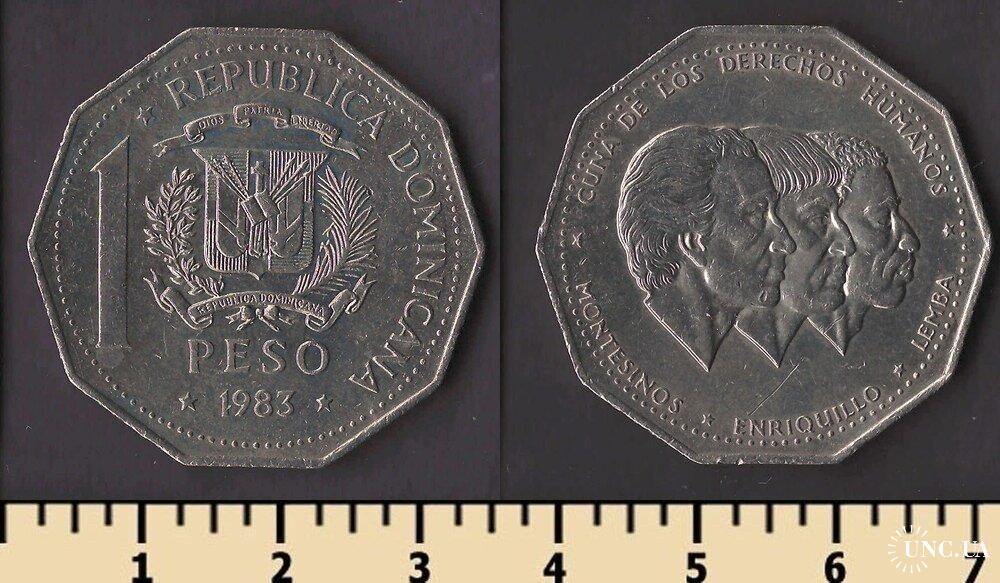 1
REPUBLICA DOMINICANA
DIOS PATRIA LIBERTAD
REPUBLICA DOMINICANA
PESO
1983
CUNA DE LOS DERECHOS HUMANOS
MONTESINOS ★ ENRIQUILLO ★ LEMBA
1 2 3 4 5 6 7
UNC.UA